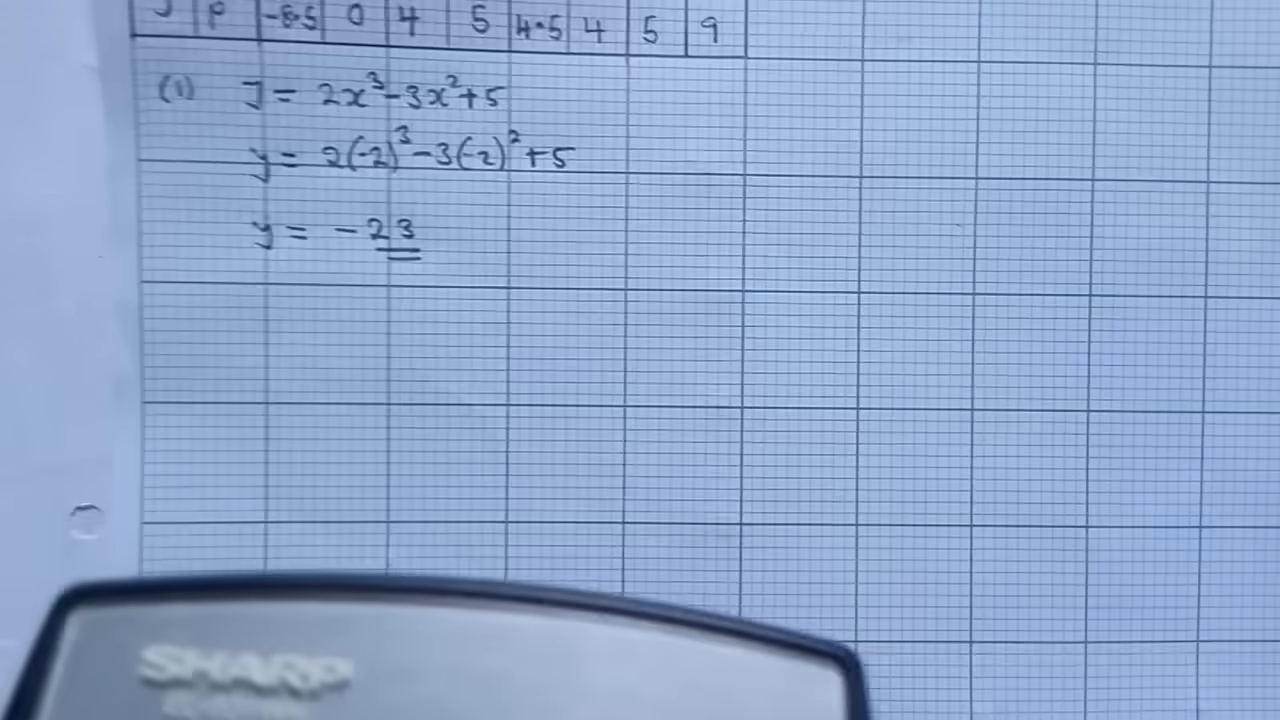 y P -8.5 0 4 5 4.5 4 5 9
(1) y = 2x³-3x²+5
y = 2(-2)³-3(-2)²+5
y = -23
SHARP